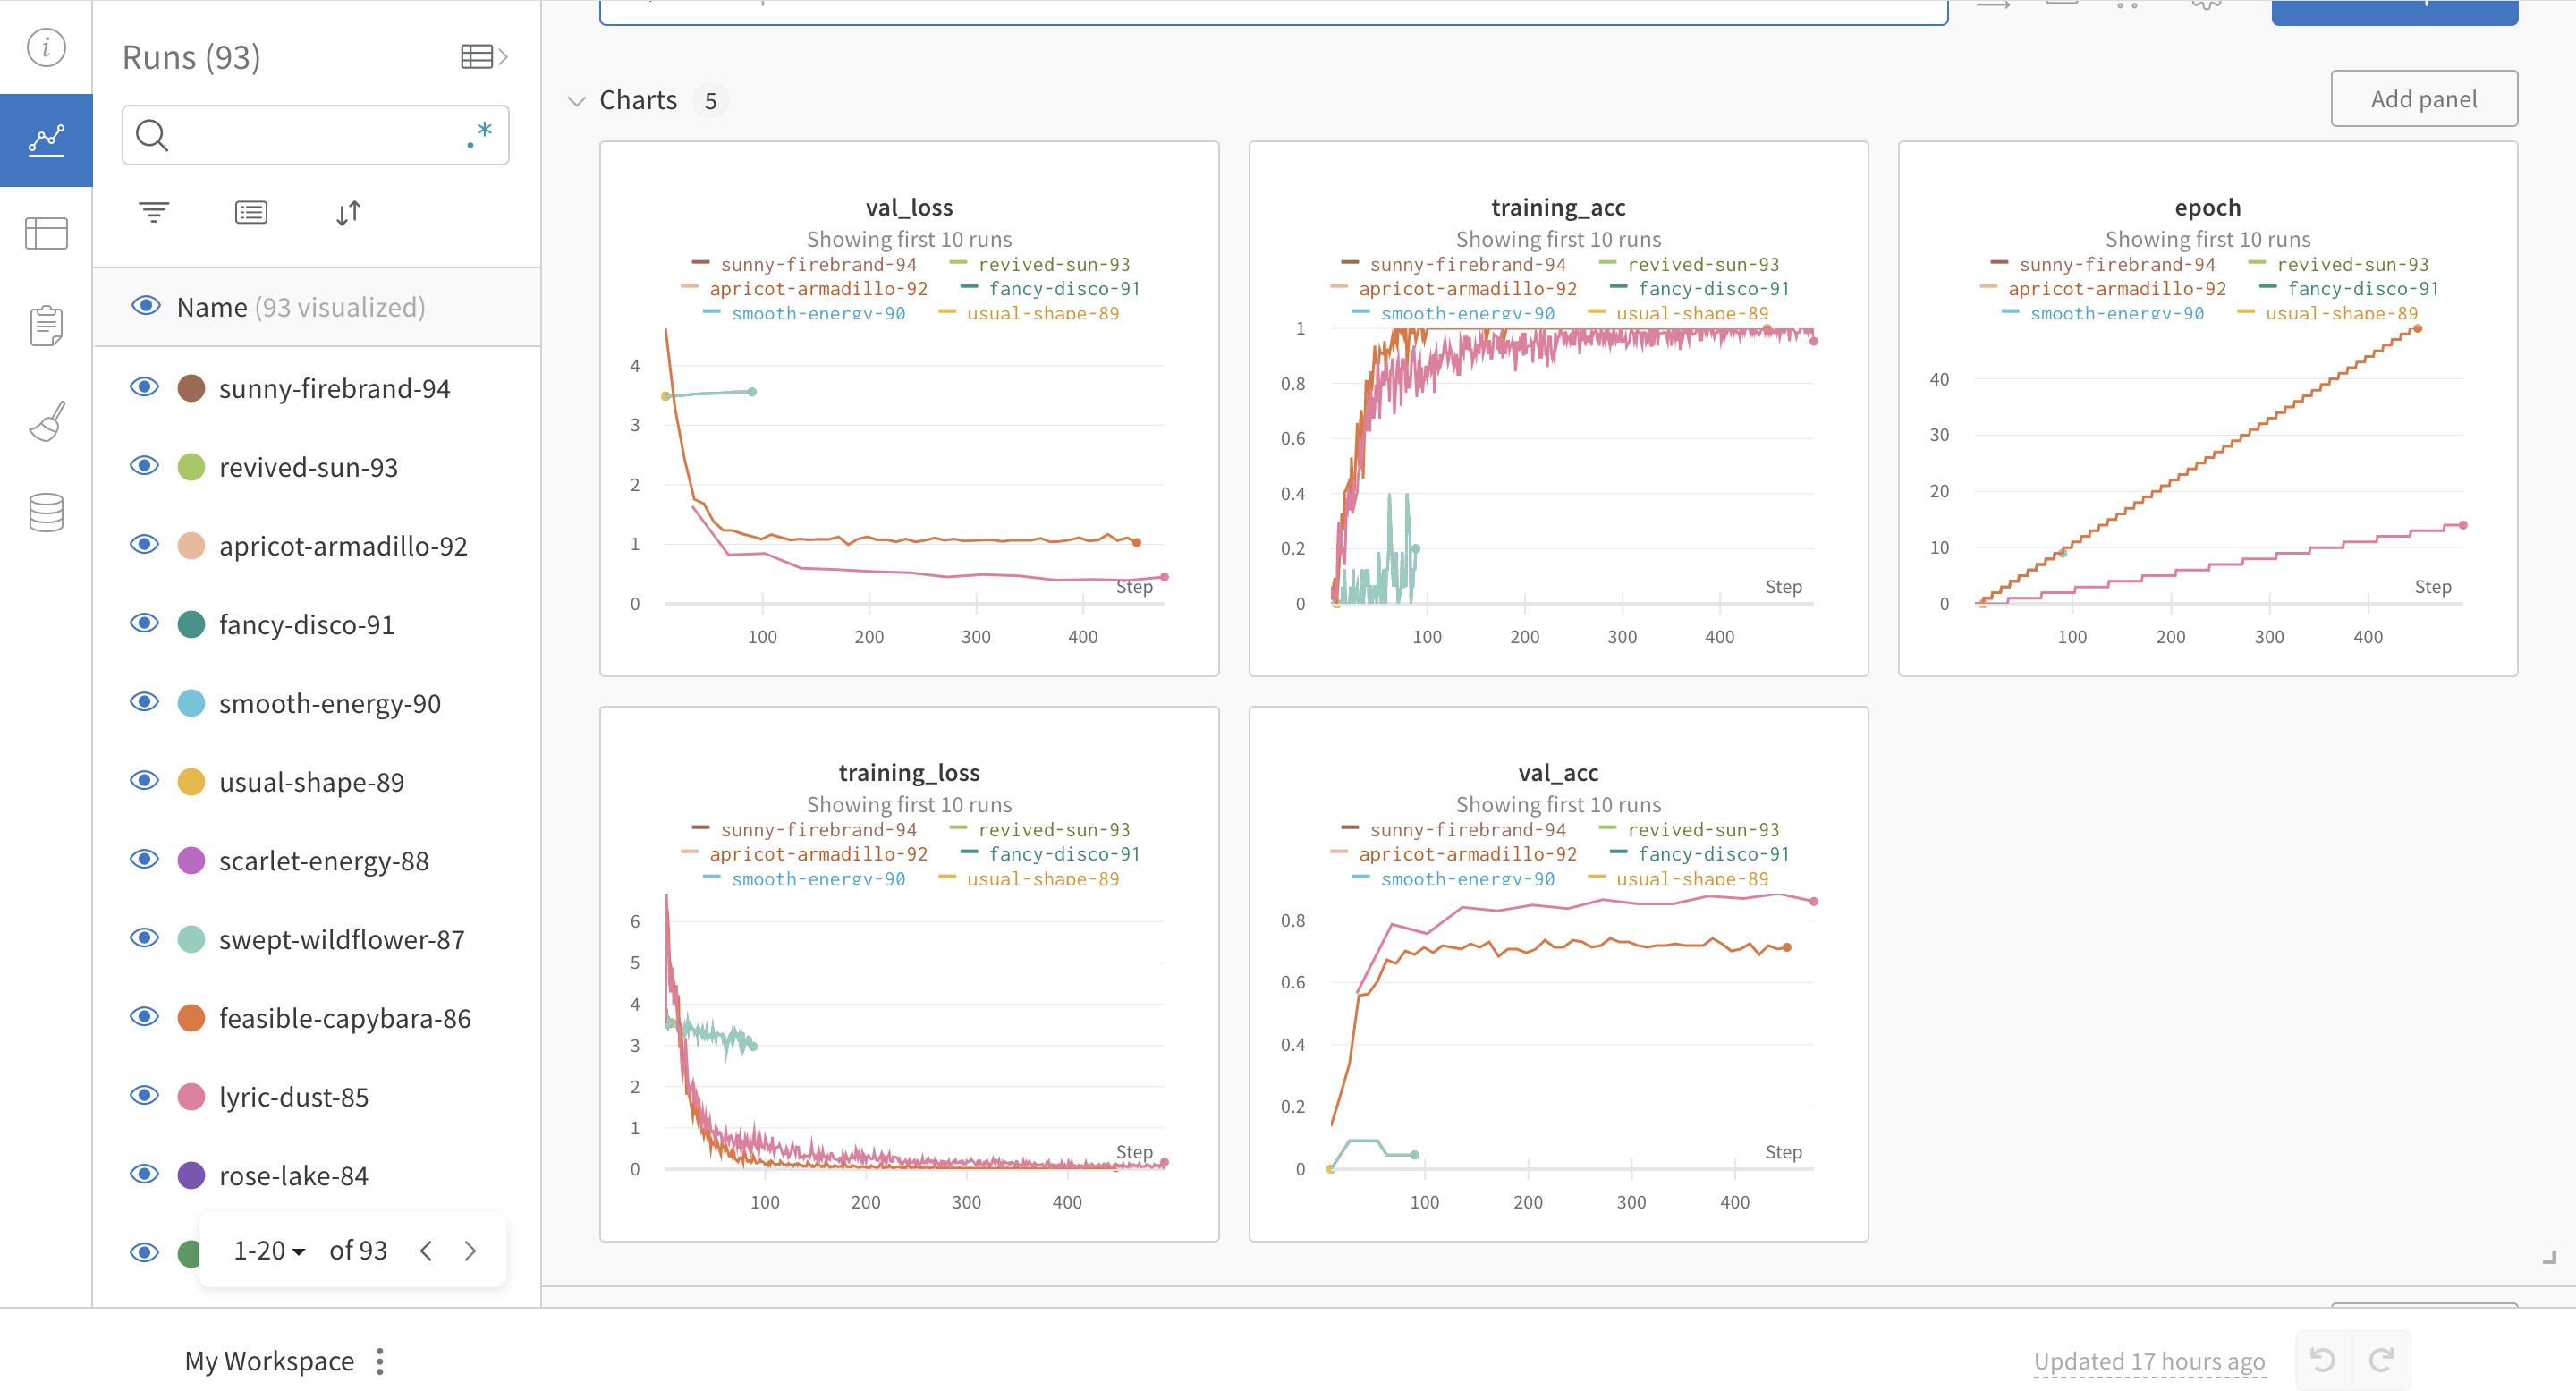 Runs (93)
.*
Name (93 visualized)
sunny-firebrand-94
revived-sun-93
apricot-armadillo-92
fancy-disco-91
smooth-energy-90
usual-shape-89
scarlet-energy-88
swept-wildflower-87
feasible-capybara-86
lyric-dust-85
rose-lake-84
1-20 of 93
Charts 5
Add panel
val_loss
Showing first 10 runs
sunny-firebrand-94 revived-sun-93
apricot-armadillo-92 fancy-disco-91
smooth-energy-90 usual-shape-89
4
3
2
1
0
Step
100 200 300 400
training_acc
Showing first 10 runs
sunny-firebrand-94 revived-sun-93
apricot-armadillo-92 fancy-disco-91
smooth-energy-90 usual-shape-89
1
0.8
0.6
0.4
0.2
0
Step
100 200 300 400
epoch
Showing first 10 runs
sunny-firebrand-94 revived-sun-93
apricot-armadillo-92 fancy-disco-91
smooth-energy-90 usual-shape-89
40
30
20
10
0
Step
100 200 300 400
training_loss
Showing first 10 runs
sunny-firebrand-94 revived-sun-93
apricot-armadillo-92 fancy-disco-91
smooth-energy-90 usual-shape-89
6
5
4
3
2
1
0
Step
100 200 300 400
val_acc
Showing first 10 runs
sunny-firebrand-94 revived-sun-93
apricot-armadillo-92 fancy-disco-91
smooth-energy-90 usual-shape-89
0.8
0.6
0.4
0.2
0
Step
100 200 300 400
My Workspace
Updated 17 hours ago